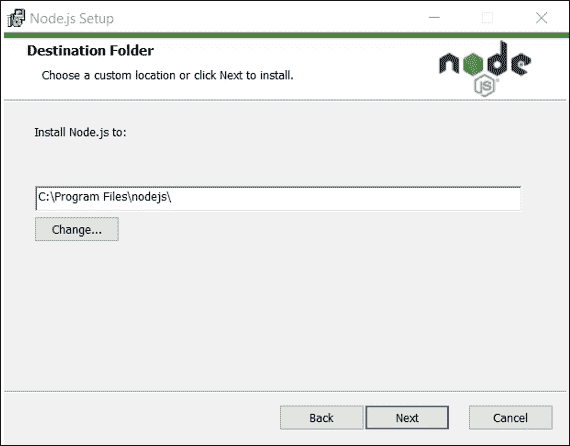 Node.js Setup
Destination Folder
Choose a custom location or click Next to install.
node
JS
Install Node.js to:
C:\Program Files\nodejs\
Change...
Back
Next
Cancel